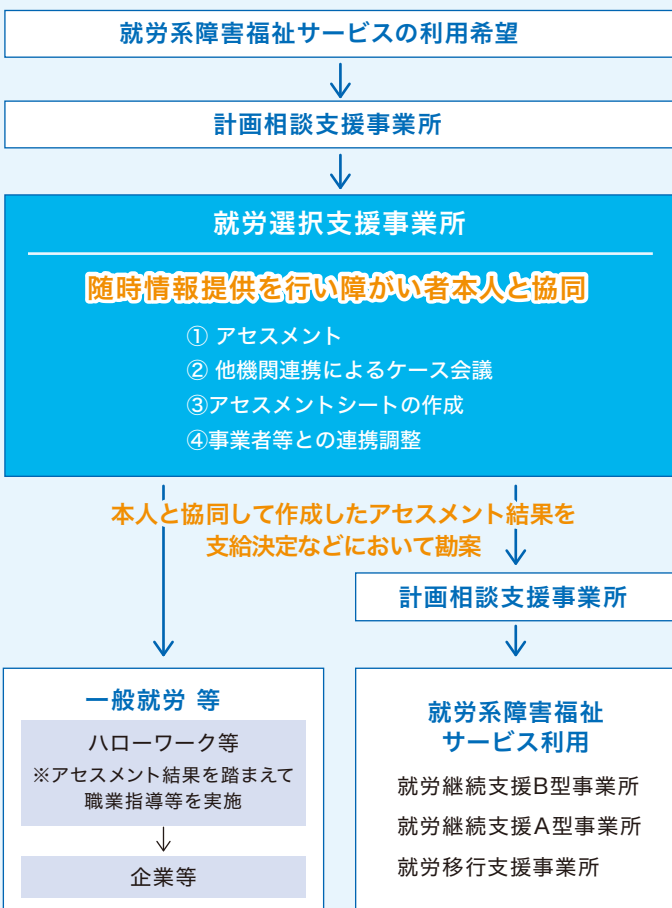 就労系障害福祉サービスの利用希望
計画相談支援事業所
就労選択支援事業所
随時情報提供を行い障がい者本人と協同
① アセスメント
② 他機関連携によるケース会議
③アセスメントシートの作成
④事業者等との連携調整
本人と協同して作成したアセスメント結果を
支給決定などにおいて勘案
計画相談支援事業所
一般就労 等
ハローワーク等
※アセスメント結果を踏まえて
職業指導等を実施
企業等
就労系障害福祉
サービス利用
就労継続支援B型事業所
就労継続支援A型事業所
就労移行支援事業所